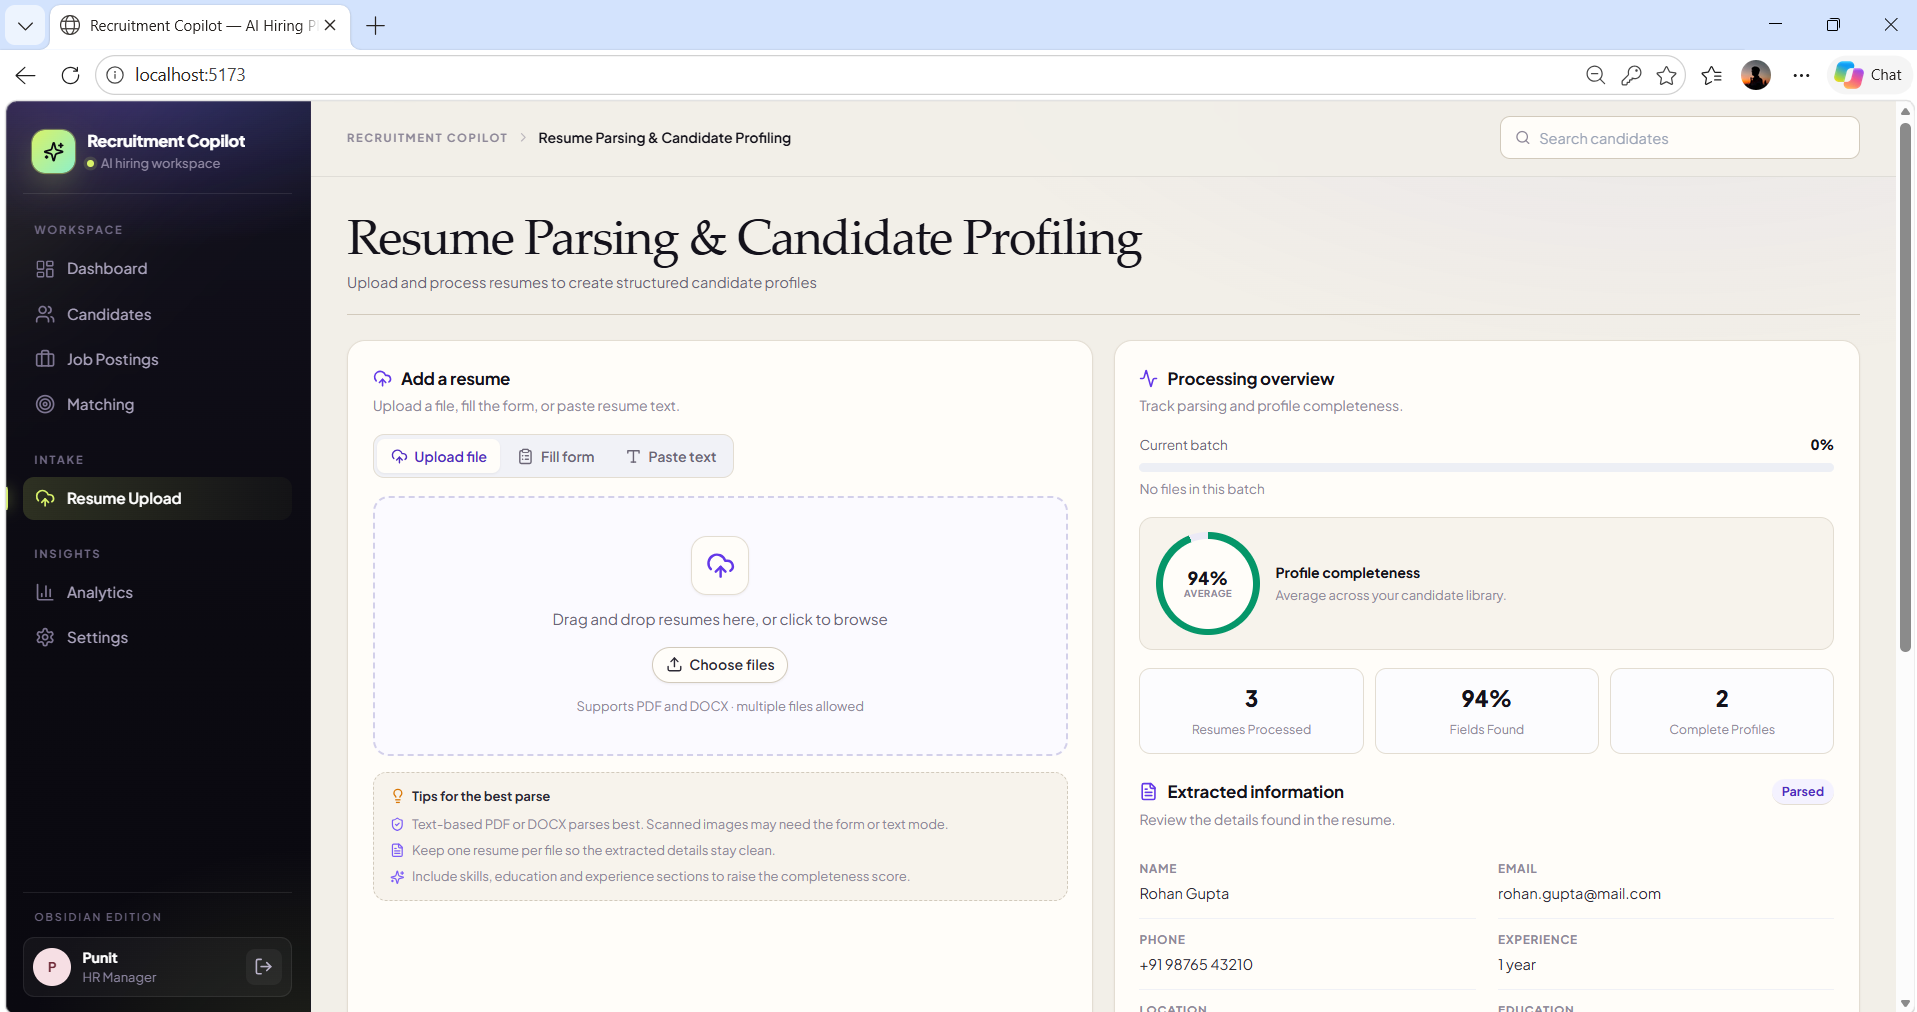 Recruitment Copilot — AI Hiring P
localhost:5173
Chat
Recruitment Copilot
AI hiring workspace
WORKSPACE
Dashboard
Candidates
Job Postings
Matching
INTAKE
Resume Upload
INSIGHTS
Analytics
Settings
OBSIDIAN EDITION
P
Punit
HR Manager
RECRUITMENT COPILOT > Resume Parsing & Candidate Profiling
Search candidates
Resume Parsing & Candidate Profiling
Upload and process resumes to create structured candidate profiles
Add a resume
Upload a file, fill the form, or paste resume text.
Upload file
Fill form
Paste text
Drag and drop resumes here, or click to browse
Choose files
Supports PDF and DOCX · multiple files allowed
Tips for the best parse
Text-based PDF or DOCX parses best. Scanned images may need the form or text mode.
Keep one resume per file so the extracted details stay clean.
Include skills, education and experience sections to raise the completeness score.
Processing overview
Track parsing and profile completeness.
Current batch
0%
No files in this batch
94%
AVERAGE
Profile completeness
Average across your candidate library.
3
Resumes Processed
94%
Fields Found
2
Complete Profiles
Extracted information
Parsed
Review the details found in the resume.
NAME
Rohan Gupta
EMAIL
rohan.gupta@mail.com
PHONE
+91 98765 43210
EXPERIENCE
1 year
LOCATION
EDUCATION